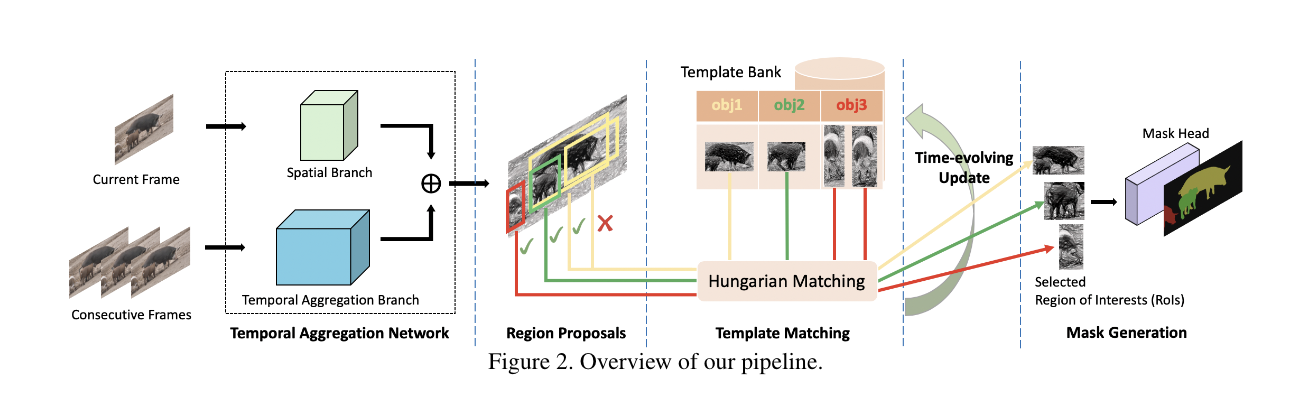 Current Frame
Consecutive Frames
Spatial Branch
Temporal Aggregation Branch
Temporal Aggregation Network
Region Proposals
Template Bank
obj1 obj2 obj3
Hungarian Matching
Template Matching
Time-evolving
Update
Mask Head
Selected
Region of Interests (RoIs)
Mask Generation
Figure 2. Overview of our pipeline.